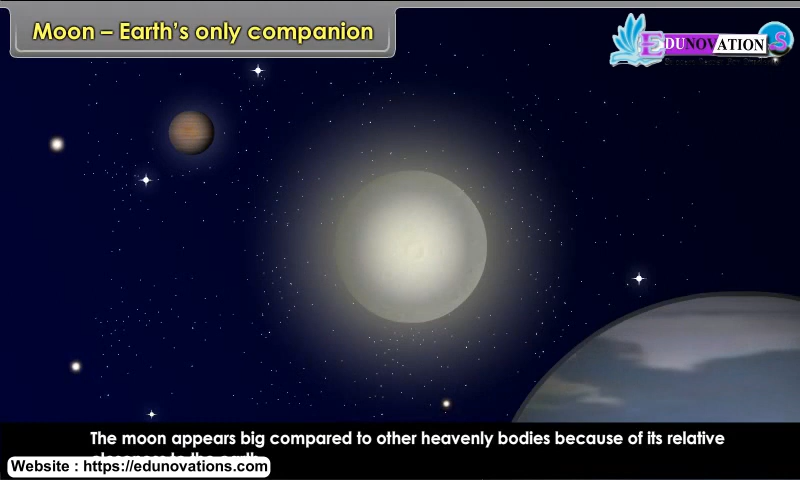 Moon – Earth's only companion
EDUNOVATION.S
The moon appears big compared to other heavenly bodies because of its relative
Website : https://edunovations.com